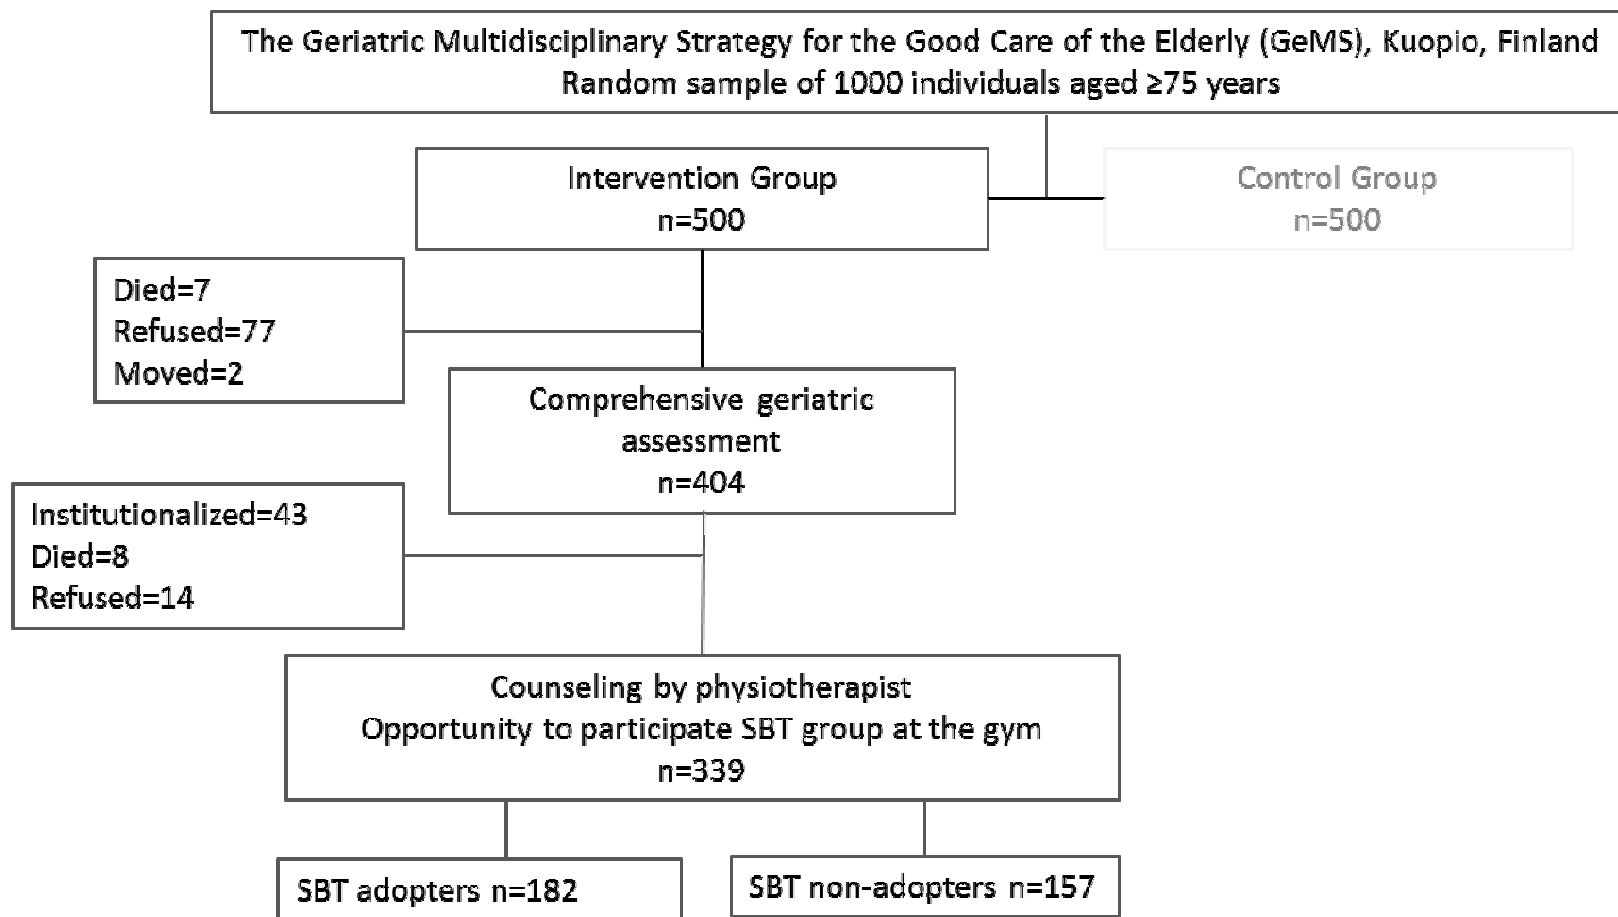 The Geriatric Multidisciplinary Strategy for the Good Care of the Elderly (GeMS), Kuopio, Finland
Random sample of 1000 individuals aged ≥75 years
Intervention Group
n=500
Control Group
n=500
Died=7
Refused=77
Moved=2
Comprehensive geriatric
assessment
n=404
Institutionalized=43
Died=8
Refused=14
Counseling by physiotherapist
Opportunity to participate SBT group at the gym
n=339
SBT adopters n=182
SBT non-adopters n=157